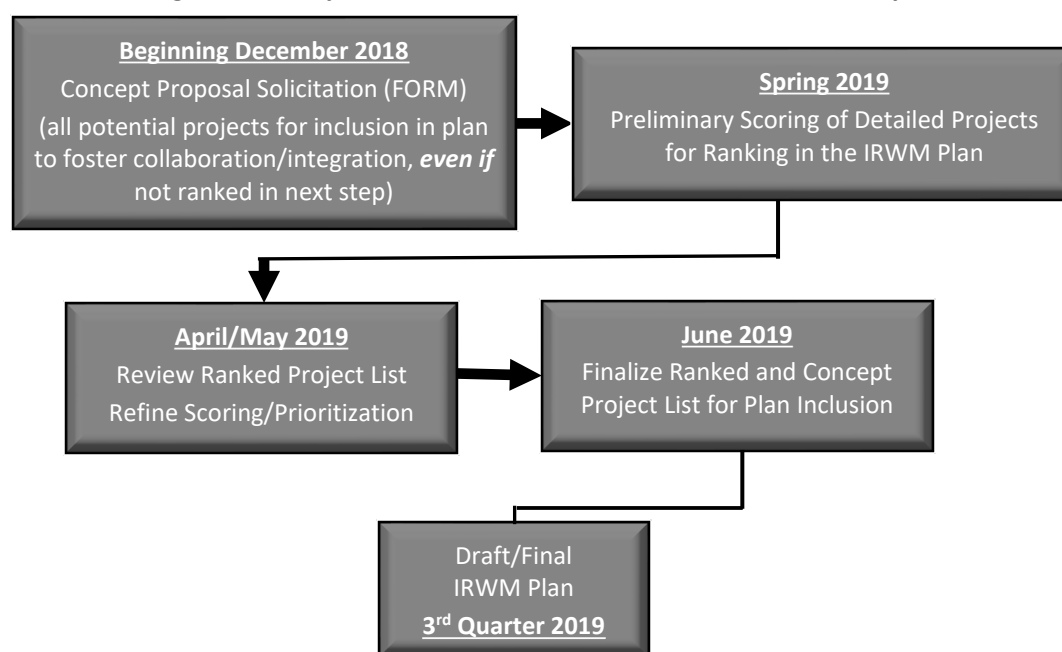 Beginning December 2018
Concept Proposal Solicitation (FORM)
(all potential projects for inclusion in plan
to foster collaboration/integration, even if
not ranked in next step)
Spring 2019
Preliminary Scoring of Detailed Projects
for Ranking in the IRWM Plan
April/May 2019
Review Ranked Project List
Refine Scoring/Prioritization
June 2019
Finalize Ranked and Concept
Project List for Plan Inclusion
Draft/Final
IRWM Plan
3rd Quarter 2019